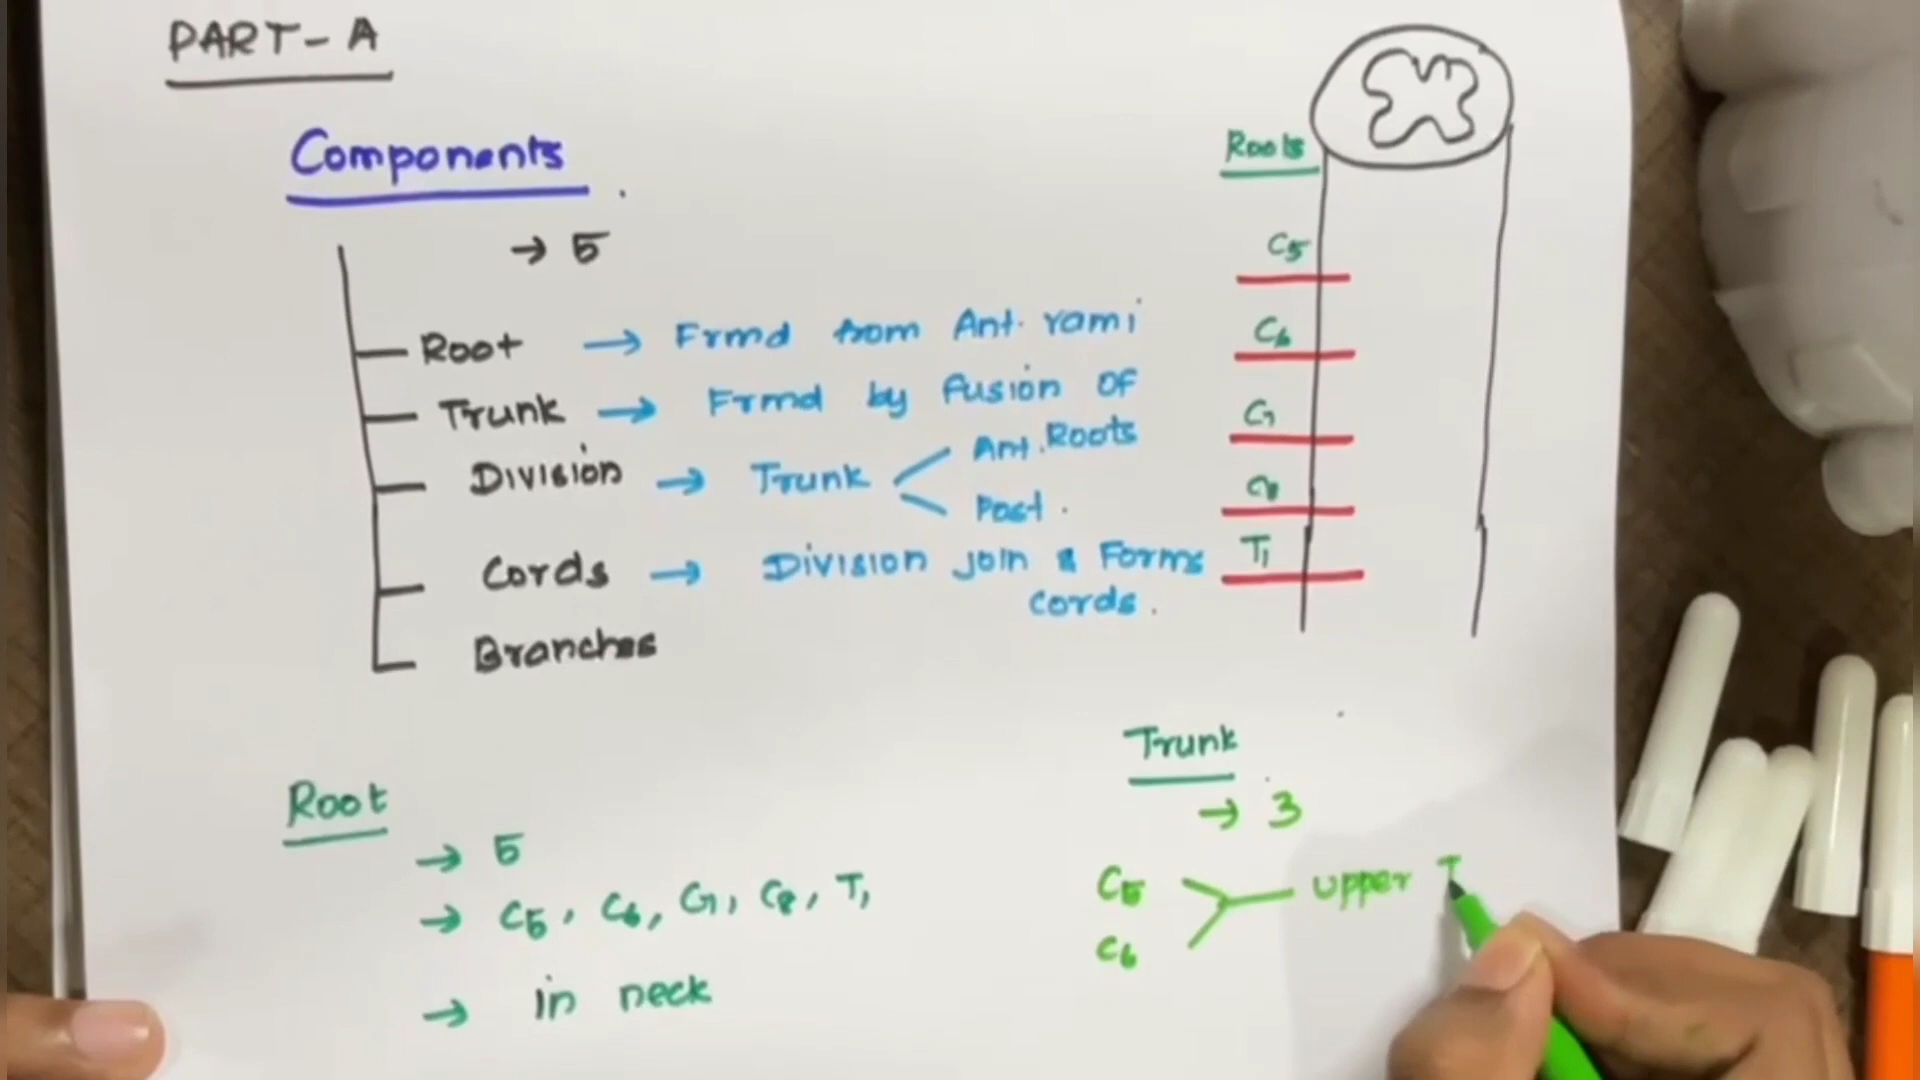 PART-A
Components
→ 5
Root → Frmd from Ant. rami
Trunk → Frmd by fusion of Roots
Division → Trunk Ant.
Post.
Cords → Division join & Forms
cords.
Branches
Roots
C5
C6
C7
C8
T1
Root
→ 5
→ C5, C6, C7, C8, T1
→ in neck
Trunk
→ 3
C5
C6
upper T